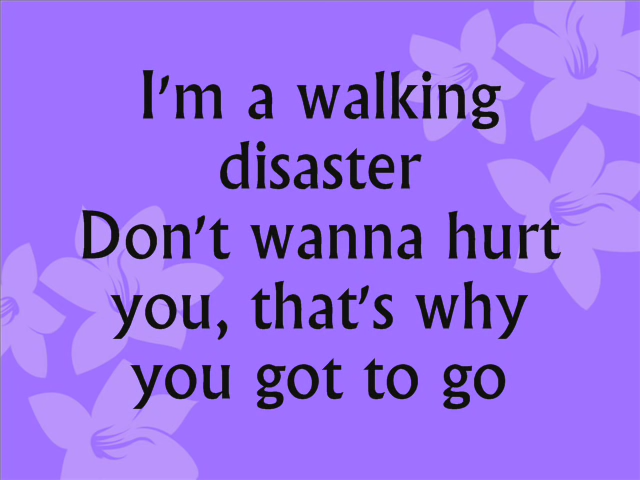 I'm a walking
disaster
Don't wanna hurt
you, that's why
you got to go